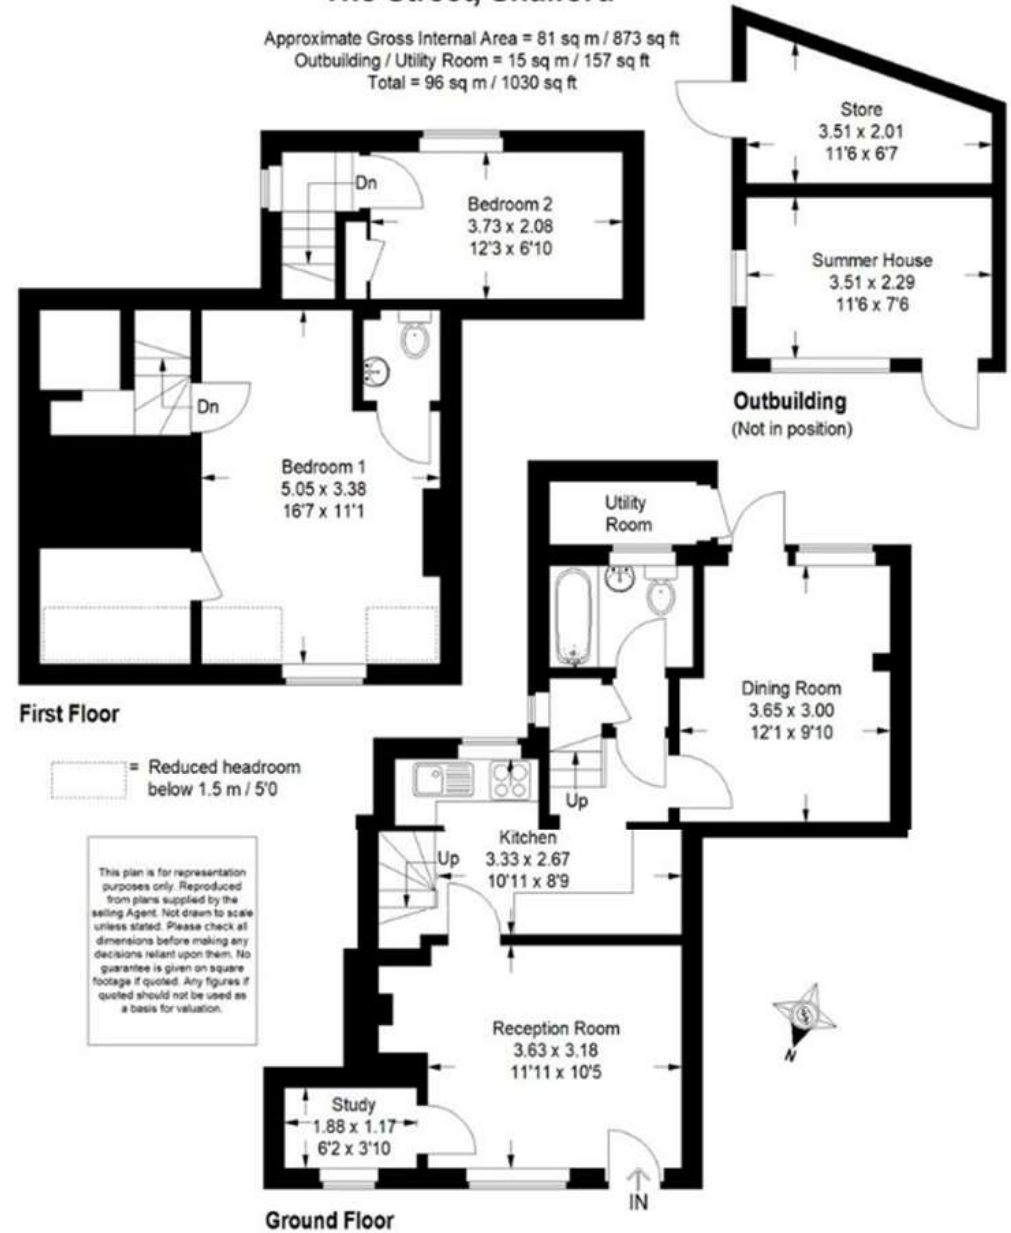 Approximate Gross Internal Area = 81 sq m / 873 sq ft
Outbuilding / Utility Room = 15 sq m / 157 sq ft
Total = 96 sq m / 1030 sq ft
Store
3.51 x 2.01
11'6 x 6'7
Summer House
3.51 x 2.29
11'6 x 7'6
Outbuilding
(Not in position)
Dn
Bedroom 2
3.73 x 2.08
12'3 x 6'10
Dn
Bedroom 1
5.05 x 3.38
16'7 x 11'1
First Floor
= Reduced headroom
below 1.5 m / 5'0
Utility
Room
Dining Room
3.65 x 3.00
12'1 x 9'10
Up
Kitchen
3.33 x 2.67
10'11 x 8'9
Up
Reception Room
3.63 x 3.18
11'11 x 10'5
Study
1.88 x 1.17
6'2 x 3'10
IN
N
Ground Floor
This plan is for representation
purposes only. Reproduced
from plans supplied by the
selling Agent. Not drawn to scale
unless stated. Please check all
dimensions before making any
decisions reliant upon them. No
guarantee is given on square
footage if quoted. Any figures if
quoted should not be used as
a basis for valuation.